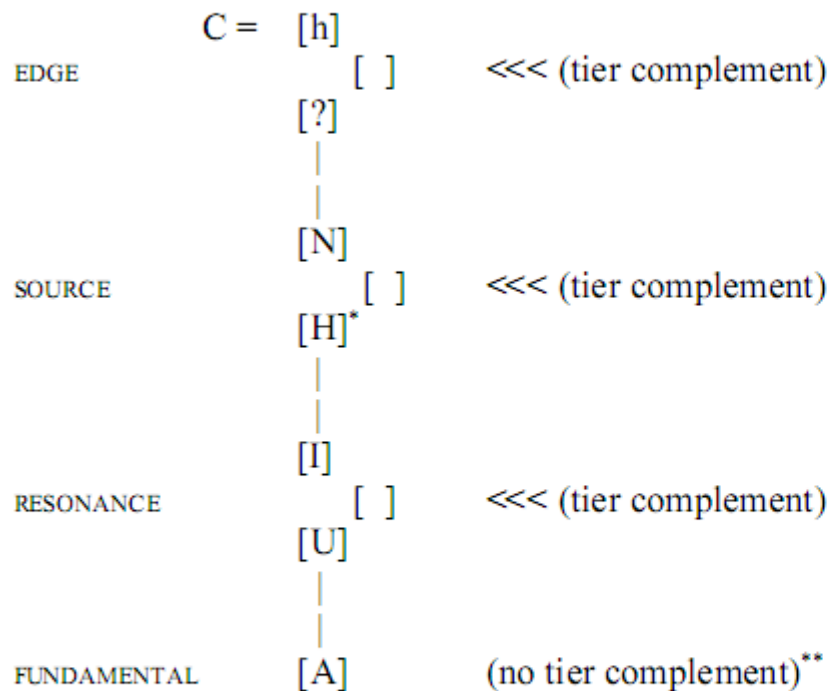 C = [h]
EDGE [ ] <<< (tier complement)
[?]
|
|
[N]
SOURCE [ ] <<< (tier complement)
[H]*
|
|
[I]
RESONANCE [ ] <<< (tier complement)
[U]
|
|
FUNDAMENTAL [A] (no tier complement)**